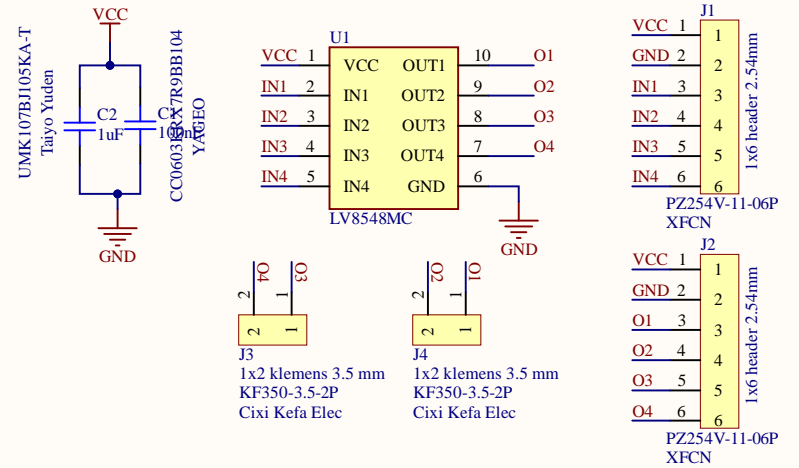 VCC
UMK107BJ105KA-T
Taiyo Yuden
C2
1uF
CC0603KRX7R9BB104
YAGEO
GND
U1
VCC 1 VCC OUT1 10 O1
IN1 2 IN1 OUT2 9 O2
IN2 3 IN2 OUT3 8 O3
IN3 4 IN3 OUT4 7 O4
IN4 5 IN4 GND 6
LV8548MC
GND
O4 O3
2 1
2 1
J3
1x2 klemens 3.5 mm
KF350-3.5-2P
Cixi Kefa Elec
O2 O1
2 1
2 1
J4
1x2 klemens 3.5 mm
KF350-3.5-2P
Cixi Kefa Elec
J1
VCC 1 1
GND 2 2
IN1 3 3
IN2 4 4
IN3 5 5
IN4 6 6
1x6 header 2.54mm
PZ254V-11-06P
XFCN
J2
VCC 1 1
GND 2 2
O1 3 3
O2 4 4
O3 5 5
O4 6 6
1x6 header 2.54mm
PZ254V-11-06P
XFCN